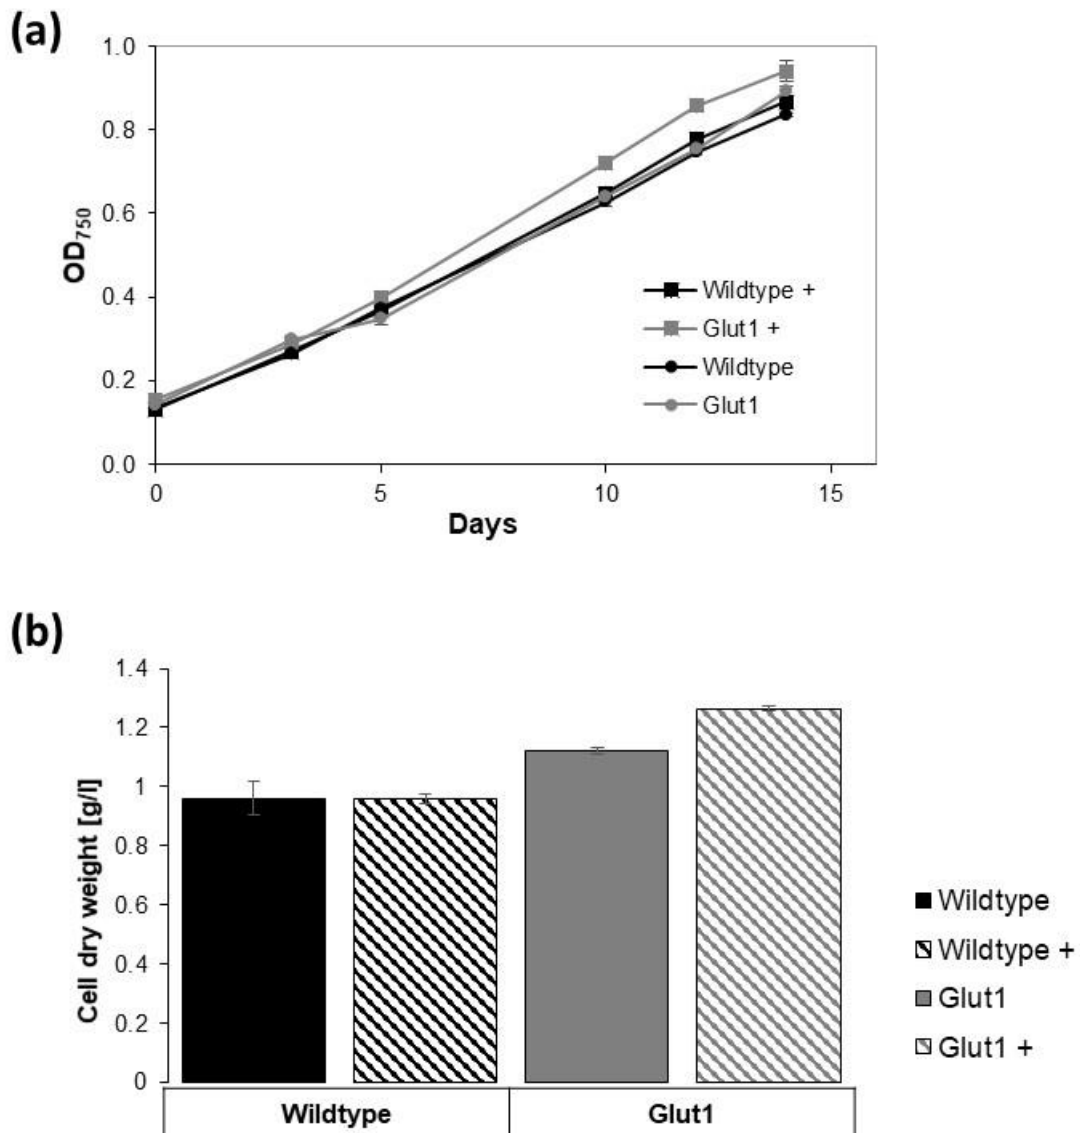 (a)
1.0
0.8
0.6
0.4
0.2
0.0
OD750
0 5 10 15
Days
Wildtype +
Glut1 +
Wildtype
Glut1
(b)
1.4
1.2
1
0.8
0.6
0.4
0.2
0
Cell dry weight [g/l]
Wildtype Glut1
Wildtype
Wildtype +
Glut1
Glut1 +